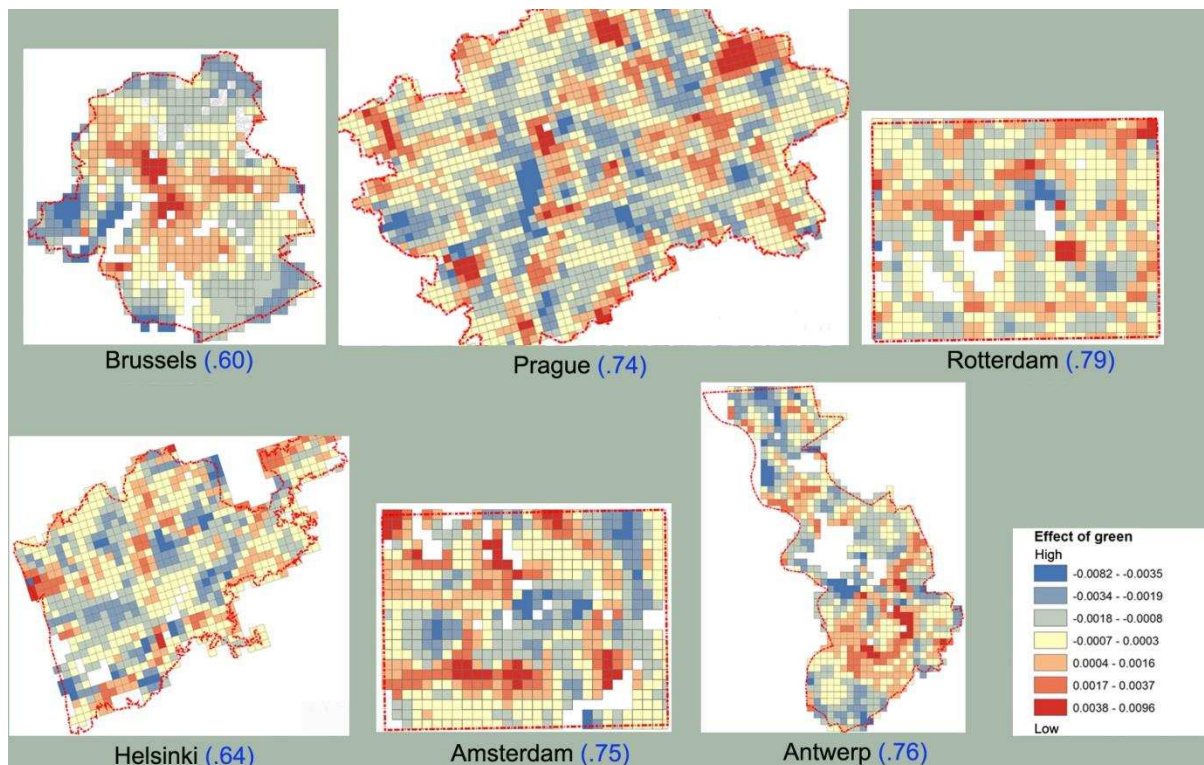 Brussels (.60)
Prague (.74)
Rotterdam (.79)
Helsinki (.64)
Amsterdam (.75)
Antwerp (.76)
Effect of green
High
-0.0082 - -0.0035
-0.0034 - -0.0019
-0.0018 - -0.0008
-0.0007 - 0.0003
0.0004 - 0.0016
0.0017 - 0.0037
0.0038 - 0.0096
Low